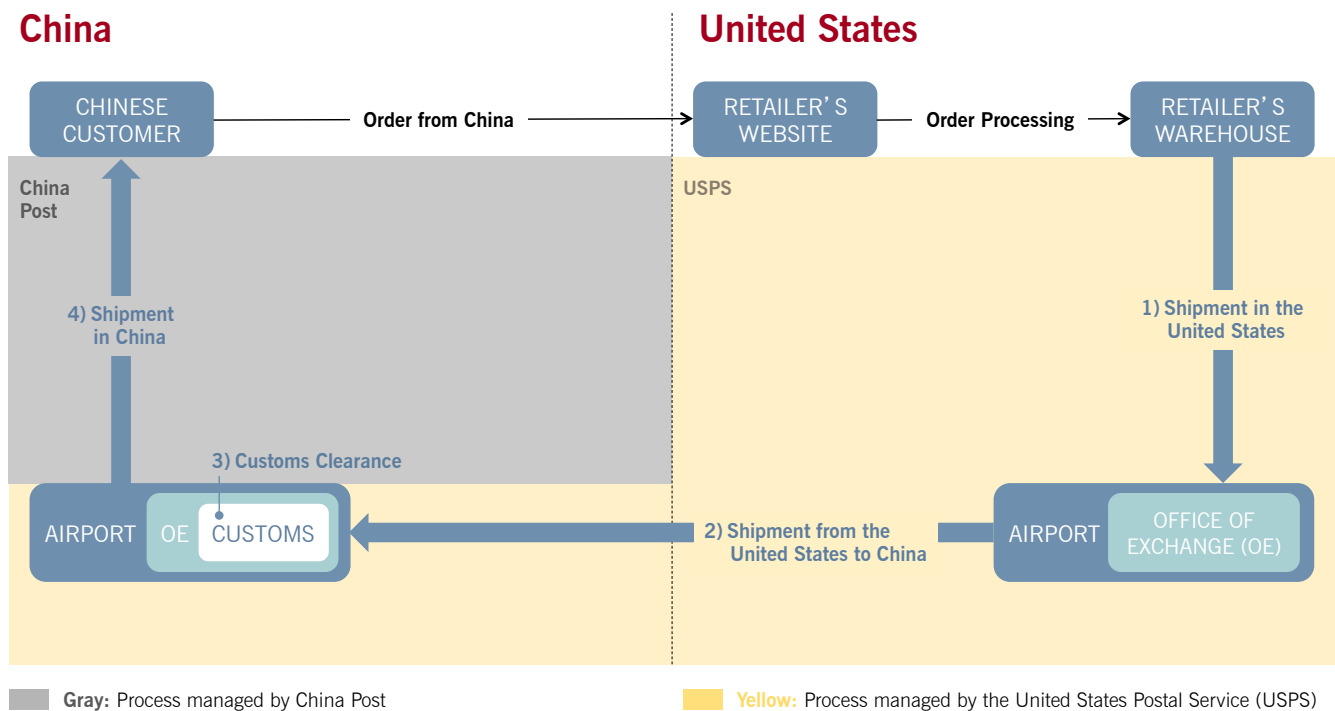 China
United States
CHINESE
CUSTOMER
Order from China
RETAILER'S
WEBSITE
Order Processing
RETAILER'S
WAREHOUSE
China
Post
USPS
4) Shipment
in China
1) Shipment in the
United States
3) Customs Clearance
AIRPORT
OE
CUSTOMS
2) Shipment from the
United States to China
AIRPORT
OFFICE OF
EXCHANGE (OE)
Gray: Process managed by China Post
Yellow: Process managed by the United States Postal Service (USPS)